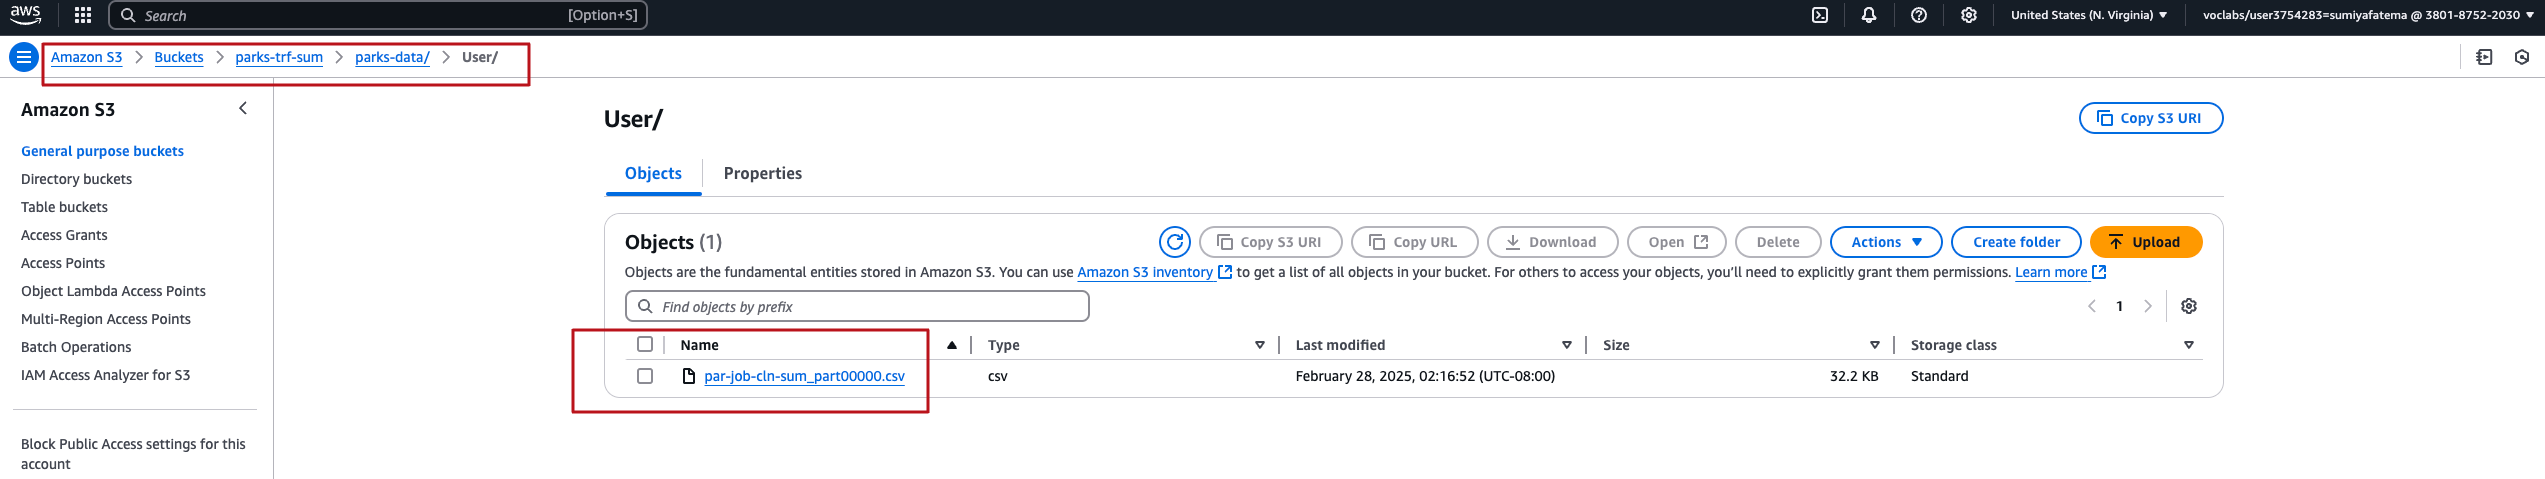 aws
Search [Option+S] United States (N. Virginia) voclabs/user3754283=sumiyafatema @ 3801-8752-2030
Amazon S3 Buckets parks-trf-sum parks-data/ User/
Amazon S3
General purpose buckets
Directory buckets
Table buckets
Access Grants
Access Points
Object Lambda Access Points
Multi-Region Access Points
Batch Operations
IAM Access Analyzer for S3
Block Public Access settings for this
account
User/
Copy S3 URI
Objects Properties
Objects (1)
Copy S3 URI Copy URL Download Open Delete Actions Create folder Upload
Objects are the fundamental entities stored in Amazon S3. You can use Amazon S3 inventory to get a list of all objects in your bucket. For others to access your objects, you'll need to explicitly grant them permissions. Learn more
Find objects by prefix
1
Name Type Last modified Size Storage class
par-job-cln-sum_part00000.csv csv February 28, 2025, 02:16:52 (UTC-08:00) 32.2 KB Standard